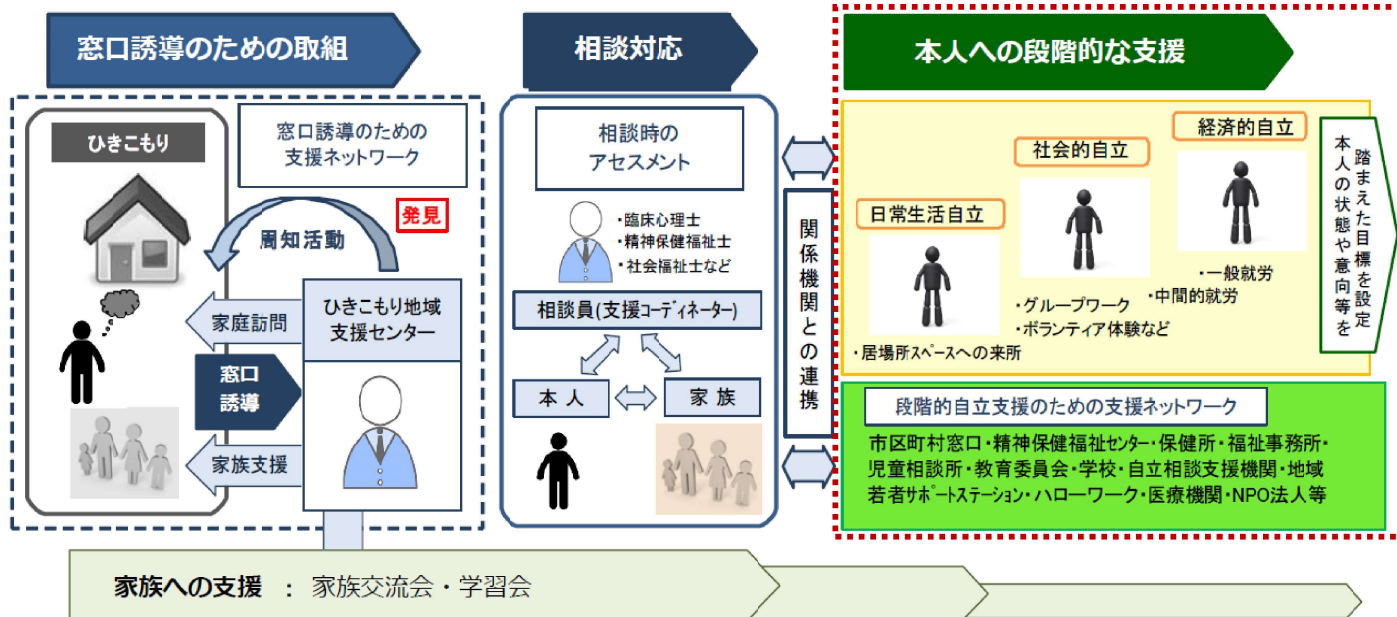 窓口誘導のための取組
ひきこもり
窓口誘導のための
支援ネットワーク
発見
周知活動
家庭訪問
ひきこもり地域
支援センター
窓口
誘導
家族支援
相談対応
相談時の
アセスメント
・臨床心理士
・精神保健福祉士
・社会福祉士など
相談員(支援コーディネーター)
本人
家族
関係機関との連携
本人への段階的な支援
日常生活自立
・居場所スペースへの来所
社会的自立
・グループワーク
・ボランティア体験など
経済的自立
・一般就労
・中間的就労
本人の状態や意向等を
踏まえた目標を設定
段階的自立支援のための支援ネットワーク
市区町村窓口・精神保健福祉センター・保健所・福祉事務所・
児童相談所・教育委員会・学校・自立相談支援機関・地域
若者サポートステーション・ハローワーク・医療機関・NPO法人等
家族への支援 : 家族交流会・学習会